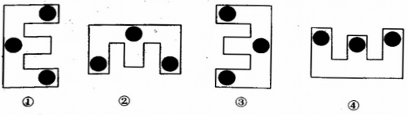 ① ② ③ ④